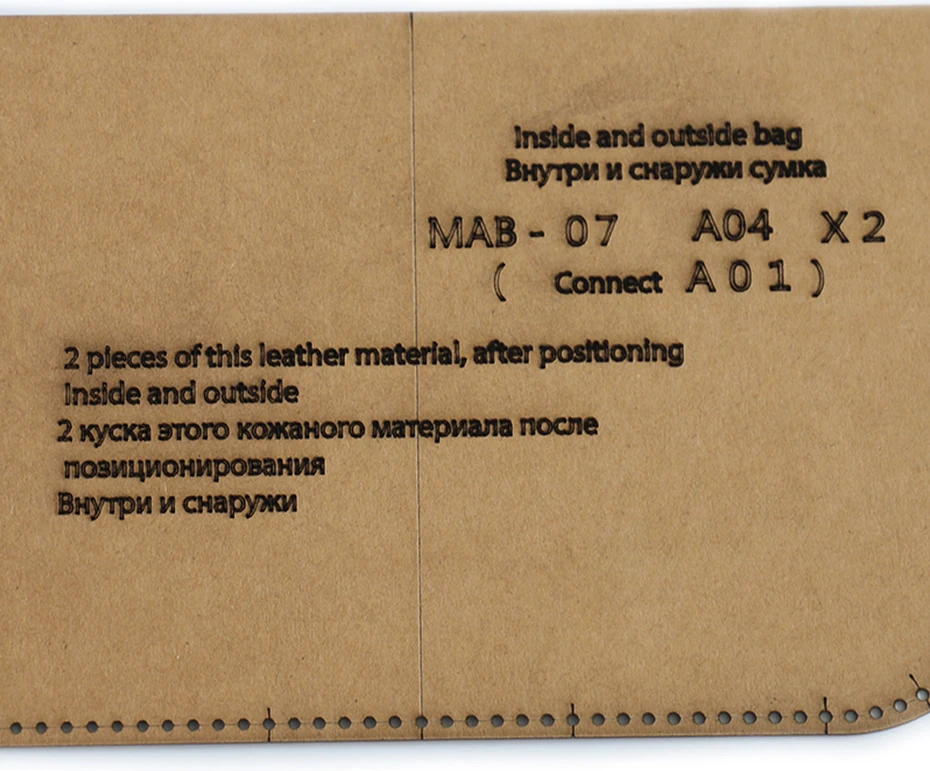 Inside and outside bag
Внутри и снаружи сумка
MAB - 07 A04 X 2
( Connect A 0 1 )
2 pieces of this leather material, after positioning
Inside and outside
2 куска этого кожаного материала после
позиционирования
Внутри и снаружи